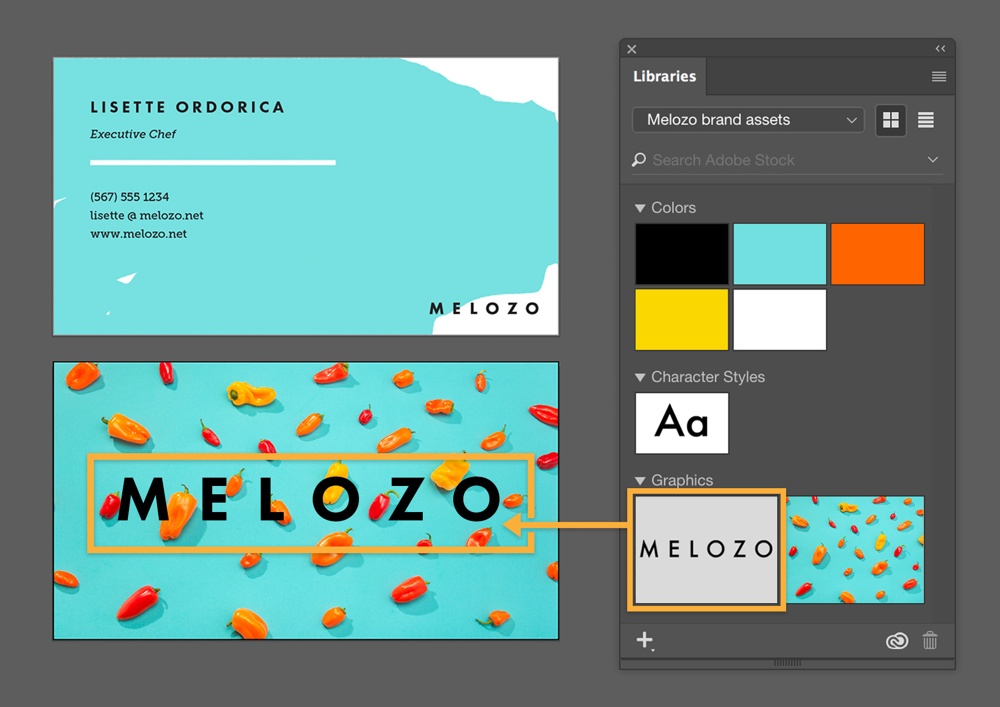 LISETTE ORDORICA
Executive Chef
(567) 555 1234
lisette @ melozo.net
www.melozo.net
MELOZO
MELOZO
Libraries
Melozo brand assets
Search Adobe Stock
Colors
Character Styles
Aa
Graphics
MELOZO